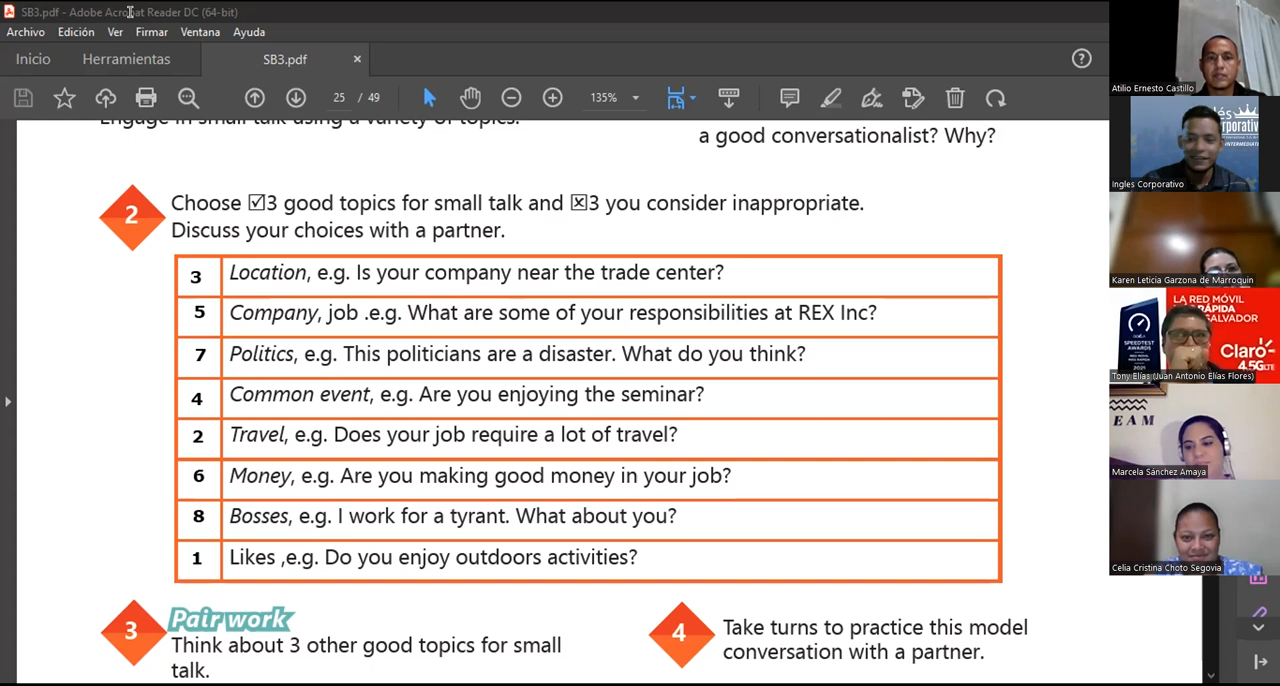 SB3.pdf - Adobe Acrobat Reader DC (64-bit)
Archivo Edición Ver Firmar Ventana Ayuda
Inicio Herramientas SB3.pdf ×
25 / 49 135%
Engage in small talk using a variety of topics.
a good conversationalist? Why?
2 Choose ☑3 good topics for small talk and ☒3 you consider inappropriate.
Discuss your choices with a partner.
3 Location, e.g. Is your company near the trade center?
5 Company, job .e.g. What are some of your responsibilities at REX Inc?
7 Politics, e.g. This politicians are a disaster. What do you think?
4 Common event, e.g. Are you enjoying the seminar?
2 Travel, e.g. Does your job require a lot of travel?
6 Money, e.g. Are you making good money in your job?
8 Bosses, e.g. I work for a tyrant. What about you?
1 Likes ,e.g. Do you enjoy outdoors activities?
3 Pair work
Think about 3 other good topics for small
talk.
4 Take turns to practice this model
conversation with a partner.
Atilio Ernesto Castillo
INTERMEDIATE
Ingles Corporativo
Karen Leticia Garzona de Marroquin
LA RED MÓVIL
SPEEDTEST
AWARDS
Claro
4.5G LTE
Tony Elías (Juan Antonio Elías Flores)
EAM
Marcela Sánchez Amaya
Celia Cristina Choto Segovia